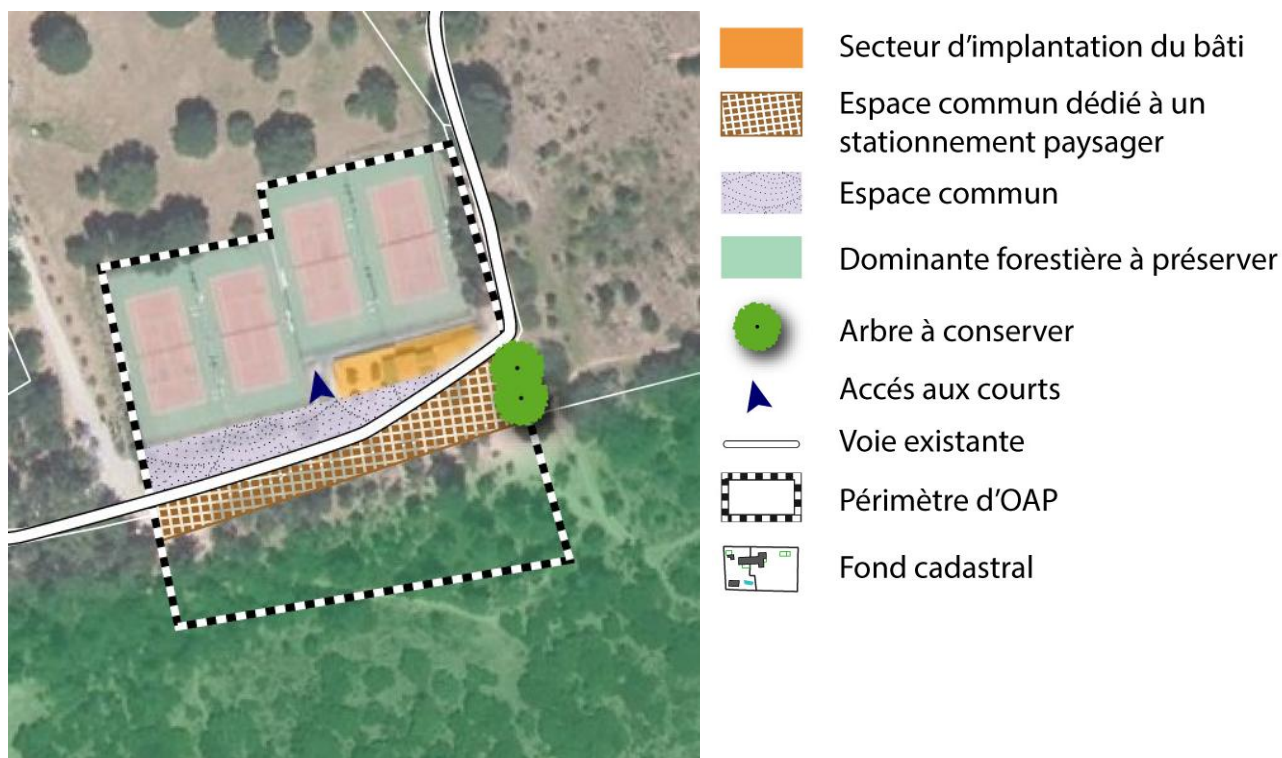 Secteur d'implantation du bâti
Espace commun dédié à un
stationnement paysager
Espace commun
Dominante forestière à préserver
Arbre à conserver
Accés aux courts
Voie existante
Périmètre d'OAP
Fond cadastral